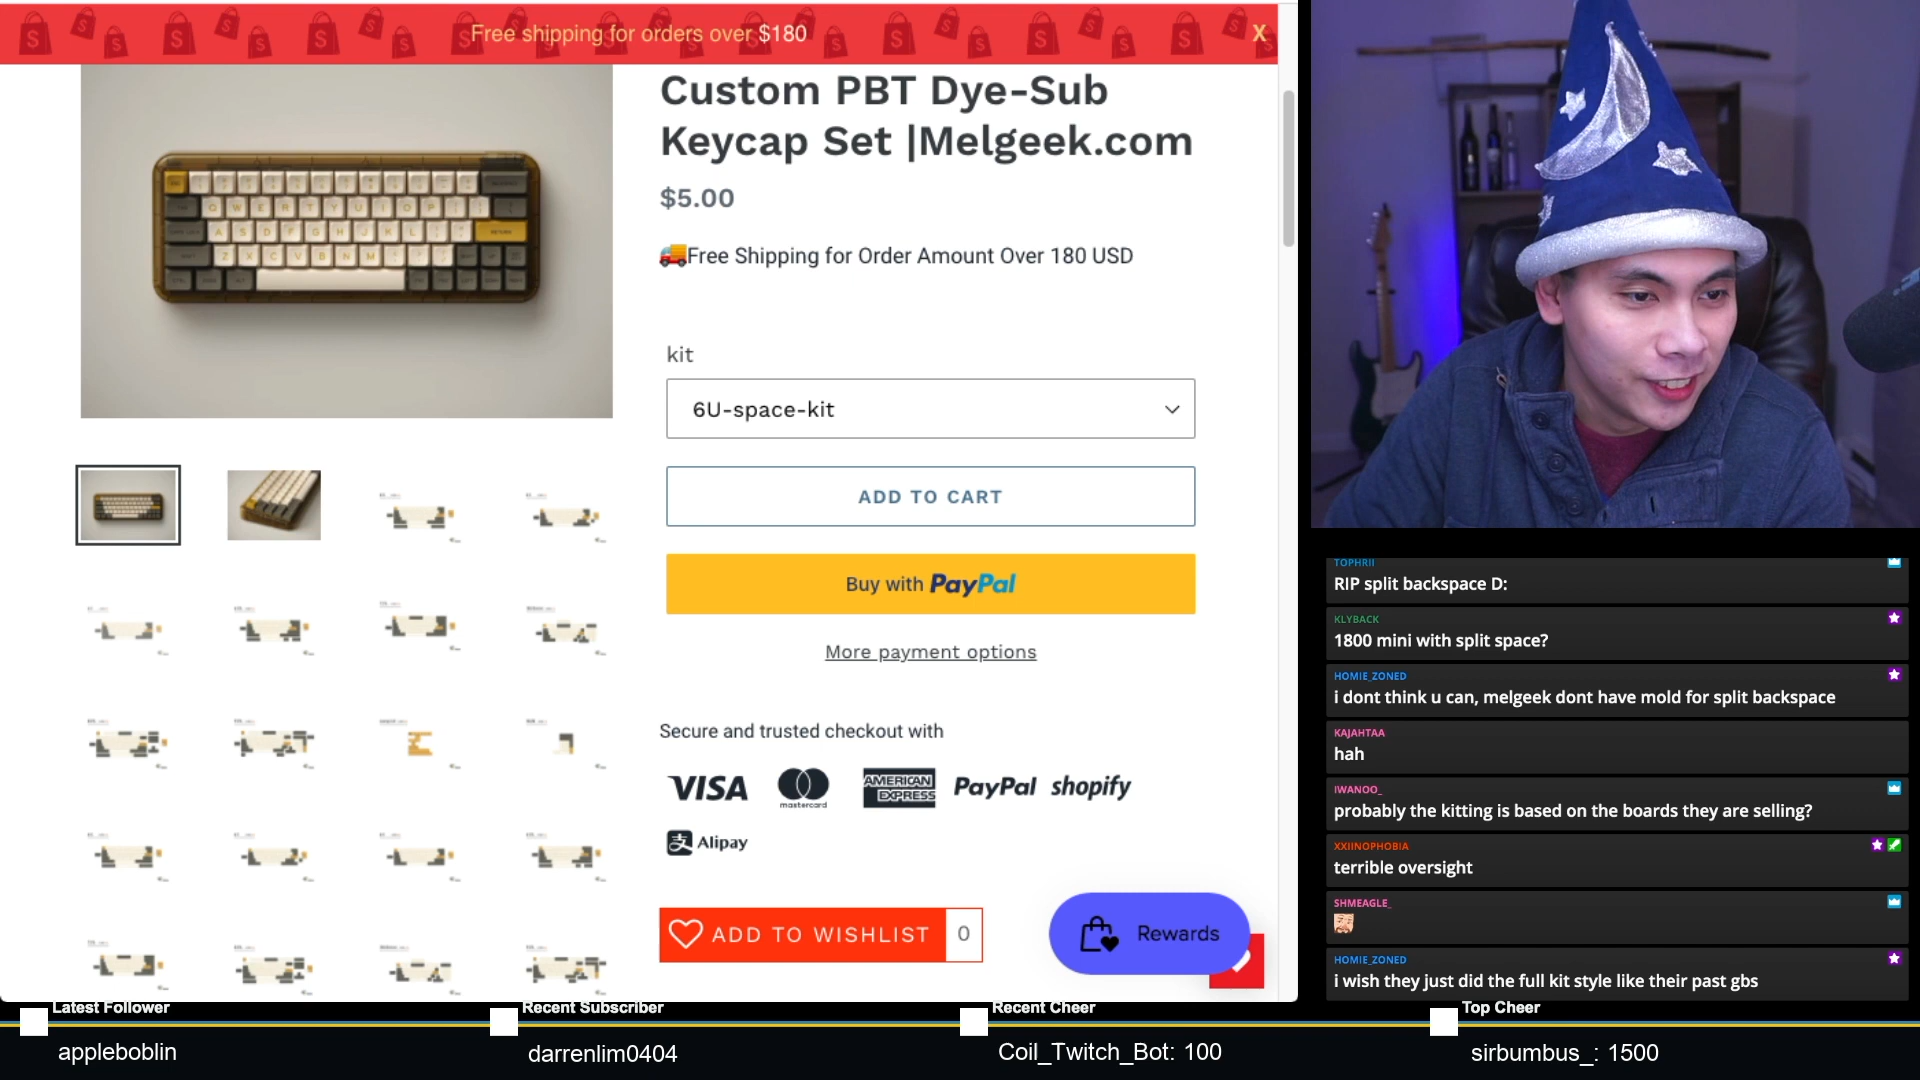 Free shipping for orders over $180
X
Custom PBT Dye-Sub
Keycap Set |Melgeek.com
$5.00
Free Shipping for Order Amount Over 180 USD
kit
6U-space-kit
ADD TO CART
Buy with PayPal
More payment options
Secure and trusted checkout with
VISA
mastercard
AMERICAN EXPRESS
PayPal
shopify
Alipay
ADD TO WISHLIST
0
Rewards
TOPHRII
RIP split backspace D:
KLYBACK
1800 mini with split space?
HOMIE_ZONED
i dont think u can, melgeek dont have mold for split backspace
KAJAHTAA
hah
IWANOO_
probably the kitting is based on the boards they are selling?
XXIINOPHOBIA
terrible oversight
SHMEAGLE_
HOMIE_ZONED
i wish they just did the full kit style like their past gbs
Latest Follower
appleboblin
Recent Subscriber
darrenlim0404
Recent Cheer
Coil_Twitch_Bot: 100
Top Cheer
sirbumbus_: 1500